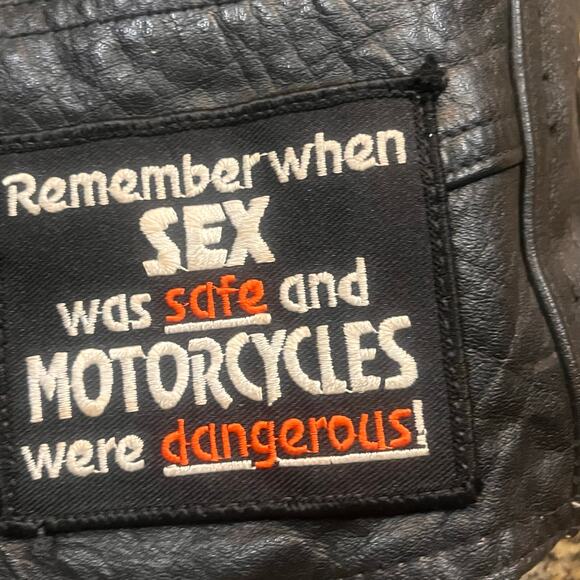 Remember when
SEX
was safe and
MOTORCYCLES
were dangerous!